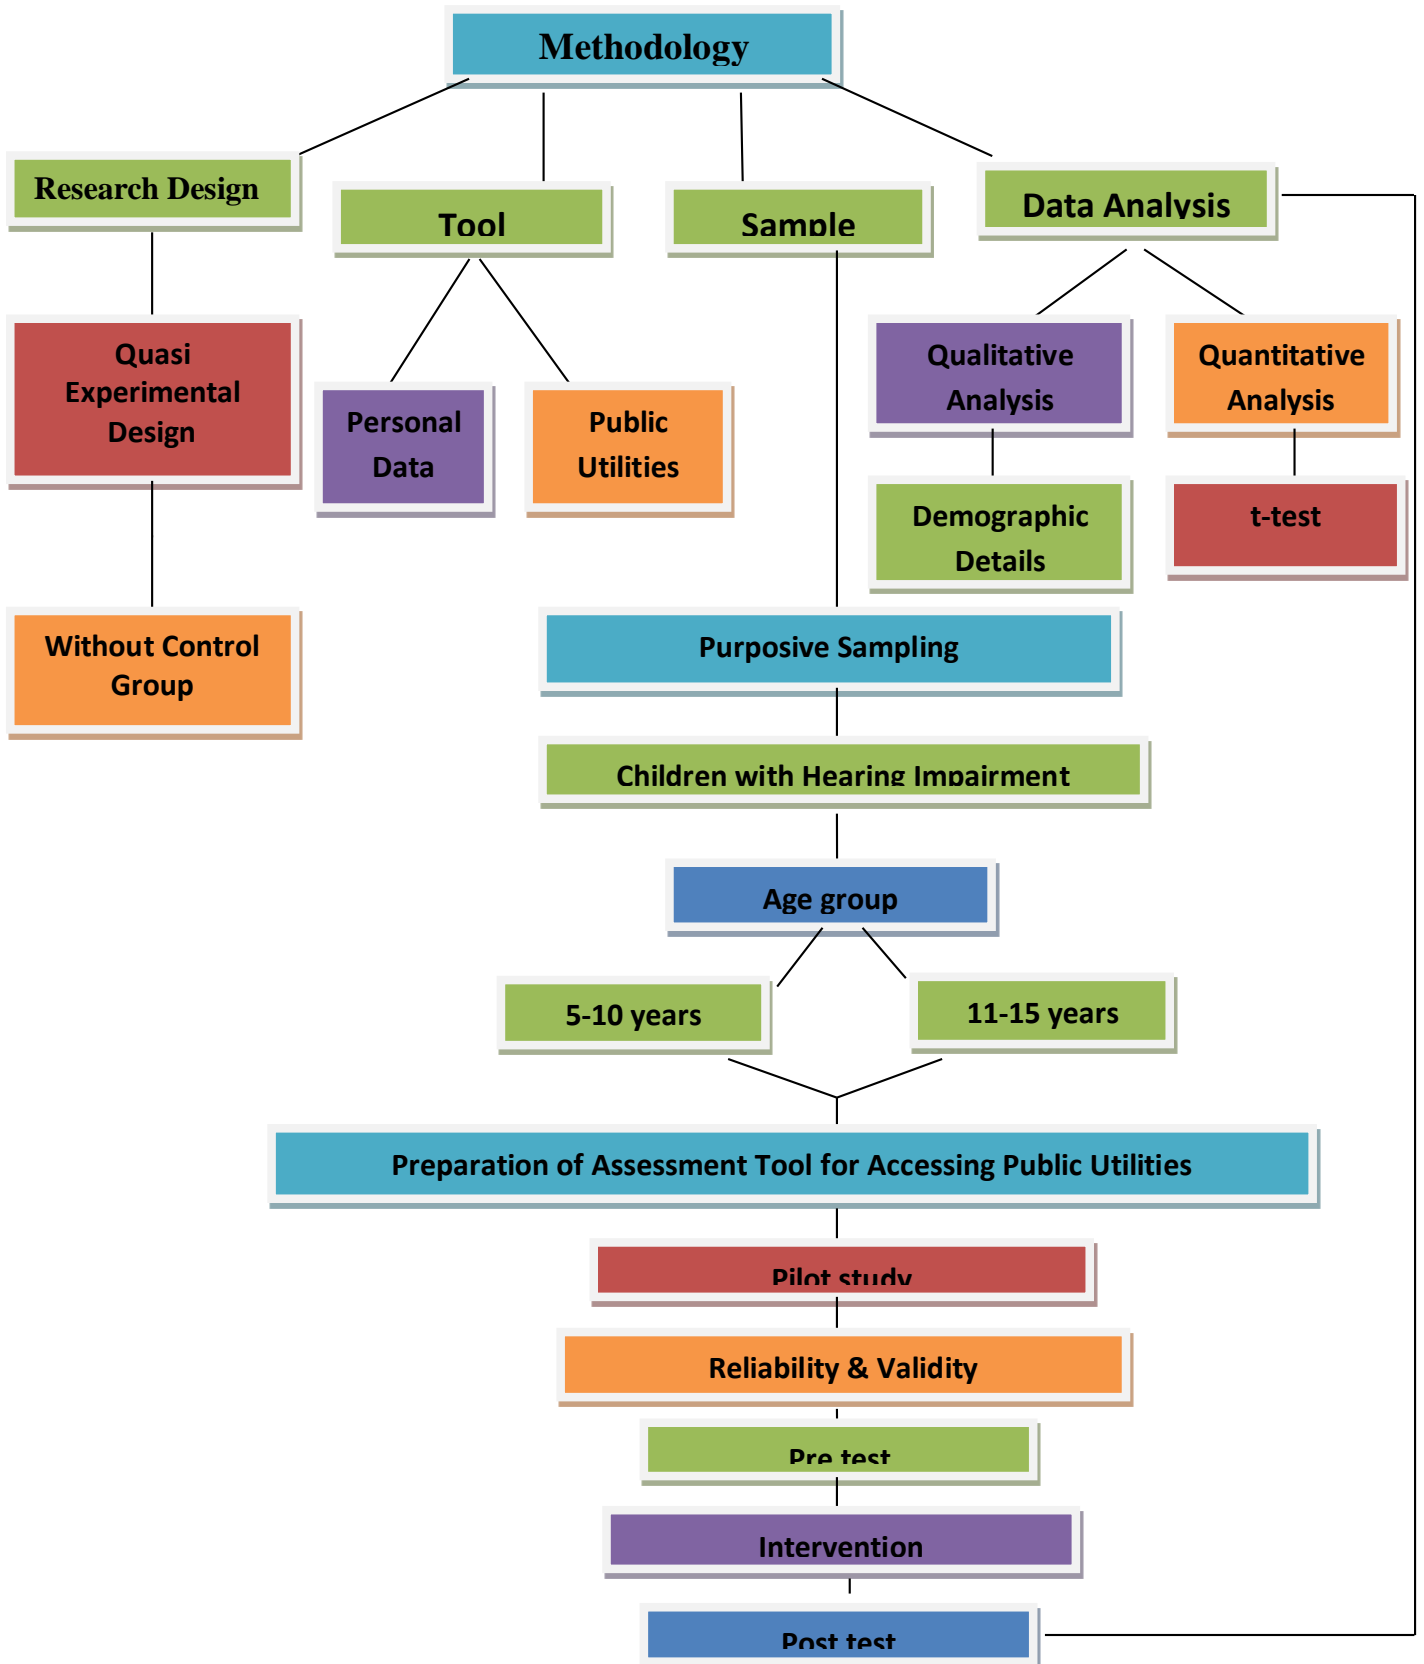 Methodology
Research Design
Tool
Sample
Data Analysis
Quasi
Experimental
Design
Without Control
Group
Personal
Data
Public
Utilities
Qualitative
Analysis
Quantitative
Analysis
Demographic
Details
t-test
Purposive Sampling
Children with Hearing Impairment
Age group
5-10 years
11-15 years
Preparation of Assessment Tool for Accessing Public Utilities
Pilot study
Reliability & Validity
Pre test
Intervention
Post test